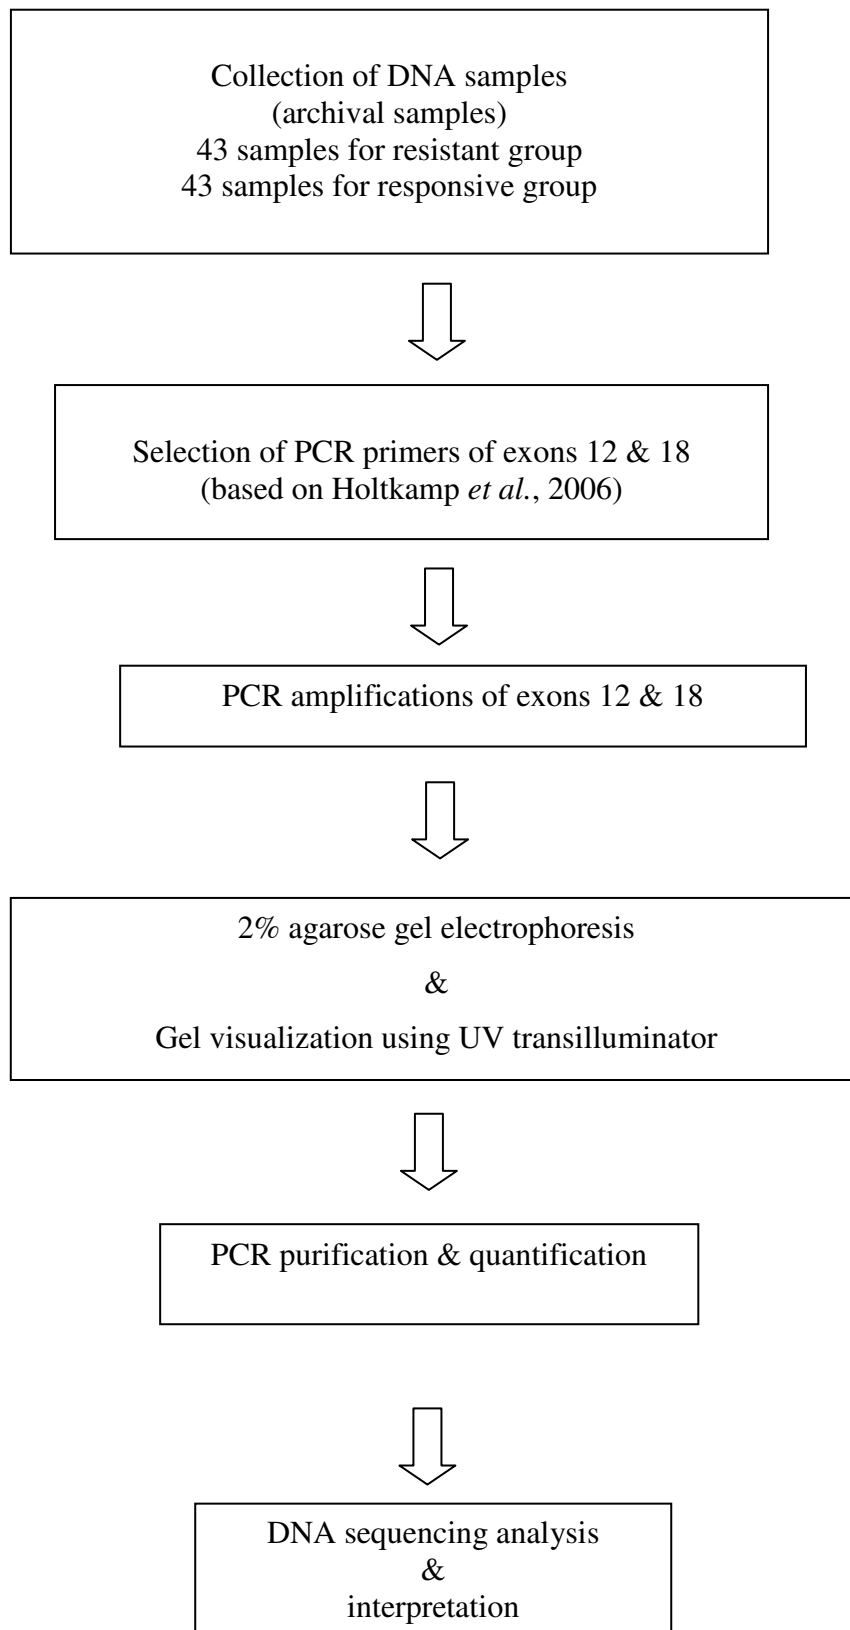 Collection of DNA samples
(archival samples)
43 samples for resistant group
43 samples for responsive group
Selection of PCR primers of exons 12 & 18
(based on Holtkamp et al., 2006)
PCR amplifications of exons 12 & 18
2% agarose gel electrophoresis
&
Gel visualization using UV transilluminator
PCR purification & quantification
DNA sequencing analysis
&
interpretation